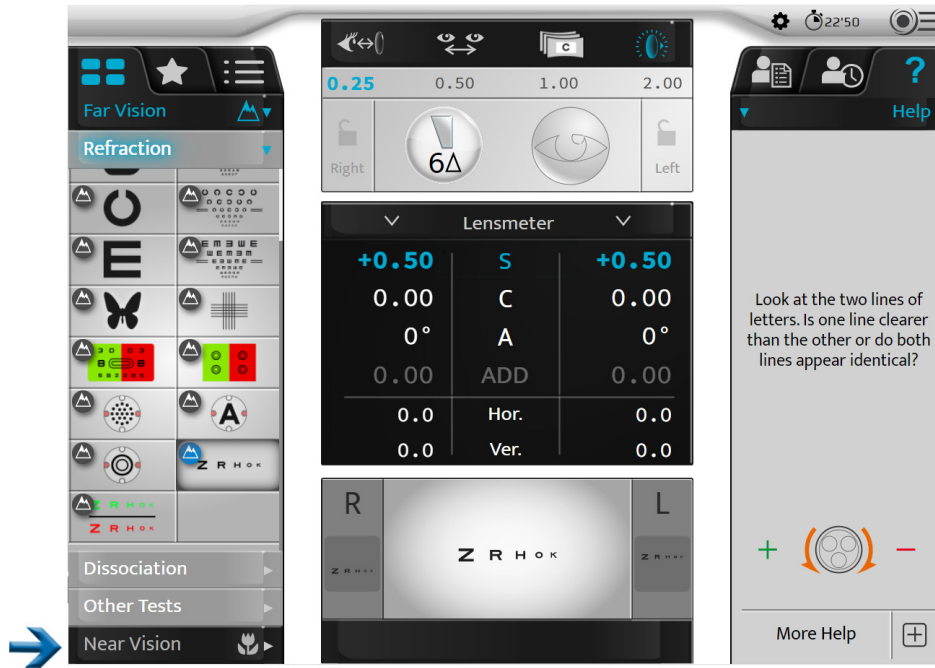 22'50
Far Vision
Refraction
Z R H O K
Z R H O K
Z R H O K
Dissociation
Other Tests
Near Vision
C
0.25 0.50 1.00 2.00
Right 6Δ Left
Lensmeter
+0.50 S +0.50
0.00 C 0.00
0° A 0°
0.00 ADD 0.00
0.0 Hor. 0.0
0.0 Ver. 0.0
R L
Z R H O K
?
Help
Look at the two lines of
letters. Is one line clearer
than the other or do both
lines appear identical?
+ −
More Help +